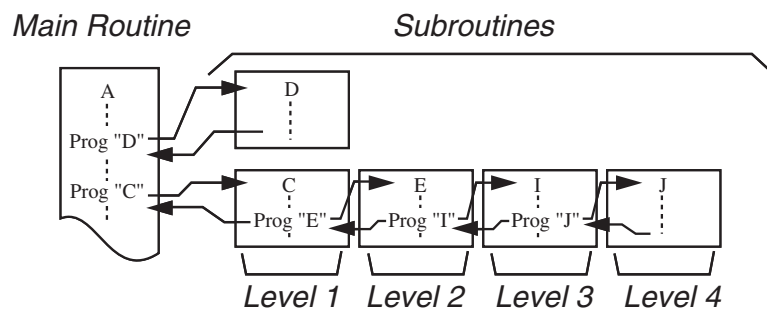 Main Routine
Subroutines
A
D
Prog "D"
Prog "C"
C
E
I
J
Prog "E"
Prog "I"
Prog "J"
Level 1
Level 2
Level 3
Level 4